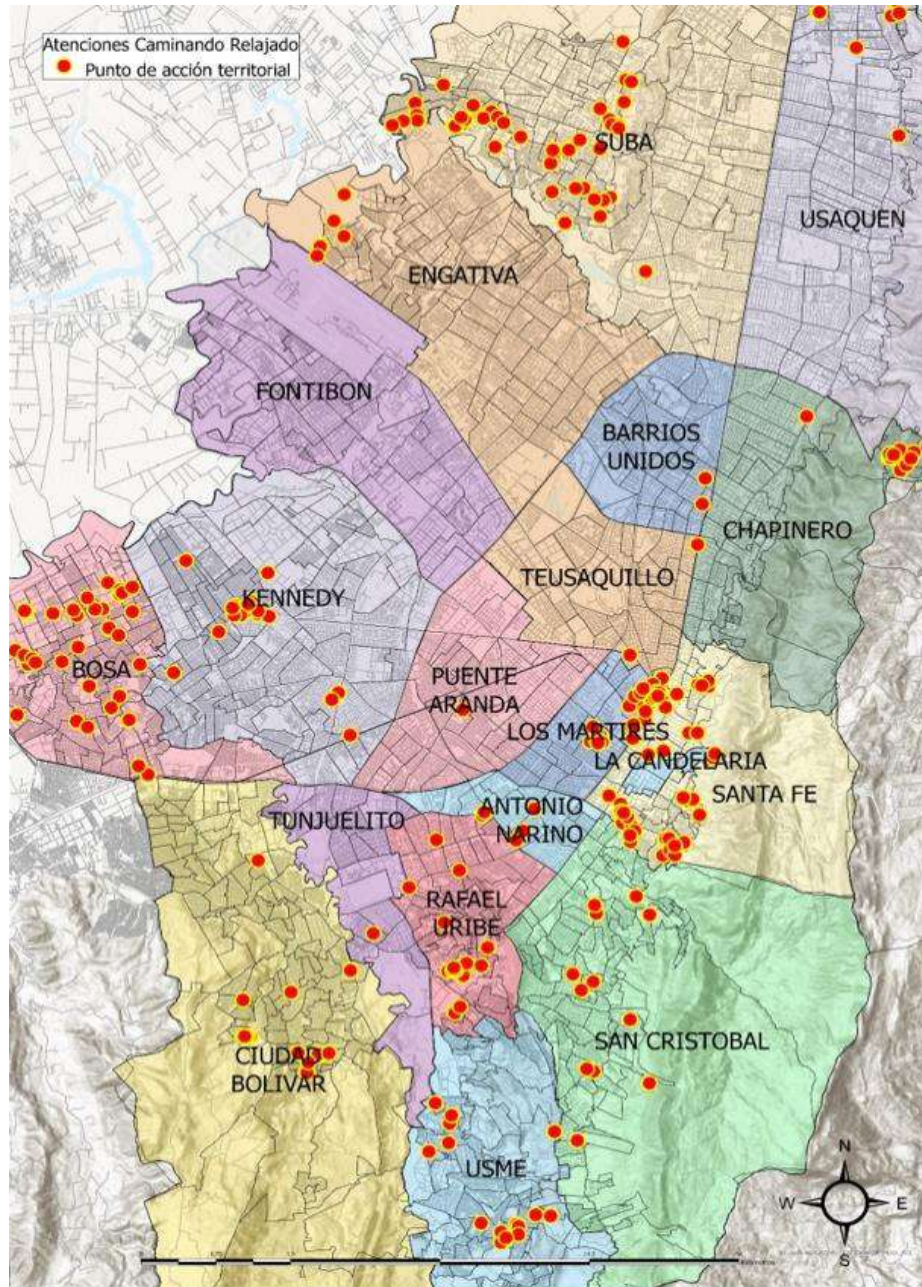 Atenciones Caminando Relajado
Punto de acción territorial
SUBA
USAQUEN
ENGATIVA
FONTIBON
BARRIOS
UNIDOS
CHAPINERO
TEUSAQUILLO
KENNEDY
BOSA
PUENTE
ARANDA
LOS MARTIRES
LA CANDELARIA
SANTA FE
ANTONIO
NARINO
TUNJUELITO
RAFAEL
URIBE
SAN CRISTOBAL
CIUDAD
BOLIVAR
USME
N
W
E
S